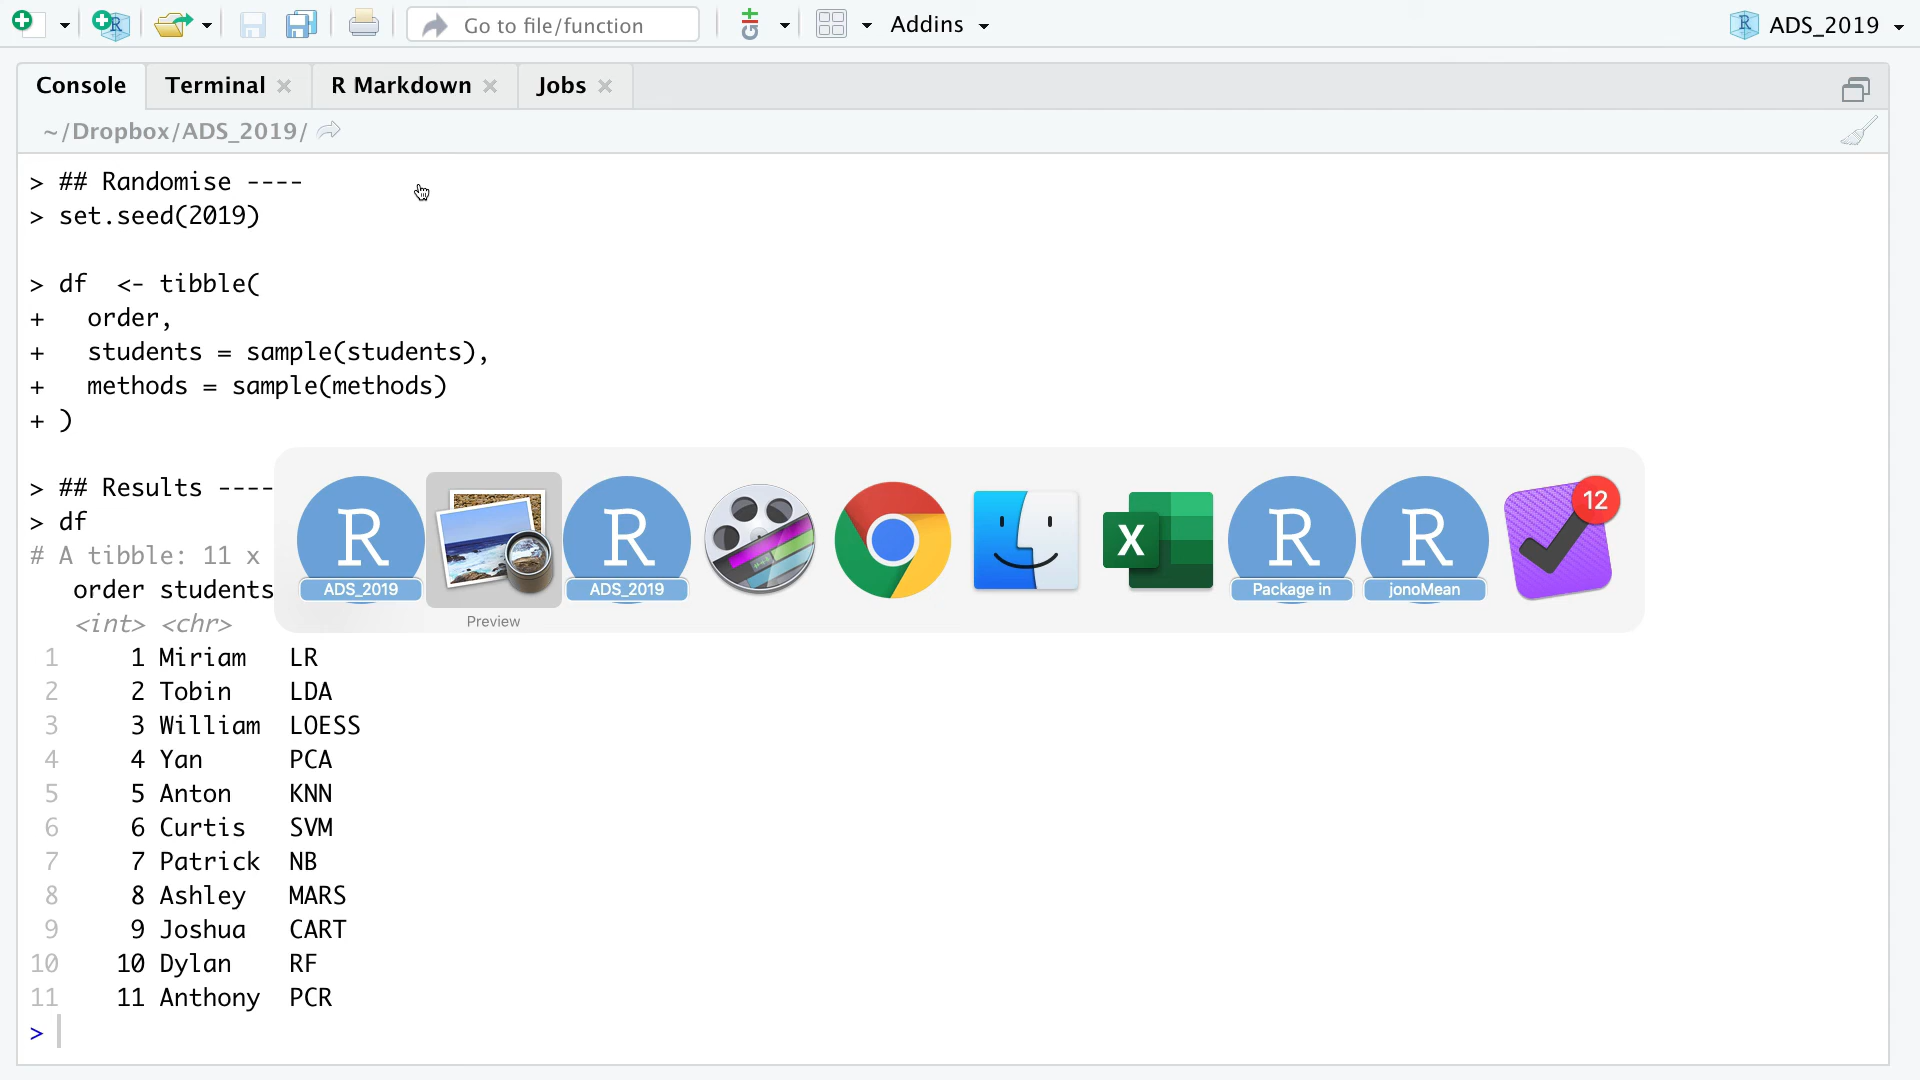 Go to file/function
Addins
ADS_2019
Console
Terminal
R Markdown
Jobs
~/Dropbox/ADS_2019/
> ## Randomise ----
> set.seed(2019)
> df  <- tibble(
+   order,
+   students = sample(students),
+   methods = sample(methods)
+ )
> ## Results ----
> df
# A tibble: 11 x
order students
<int> <chr>
1 1 Miriam LR
2 2 Tobin LDA
3 3 William LOESS
4 4 Yan PCA
5 5 Anton KNN
6 6 Curtis SVM
7 7 Patrick NB
8 8 Ashley MARS
9 9 Joshua CART
10 10 Dylan RF
11 11 Anthony PCR
>
R R X R R 12
ADS_2019 ADS_2019 Package in jonoMean
Preview